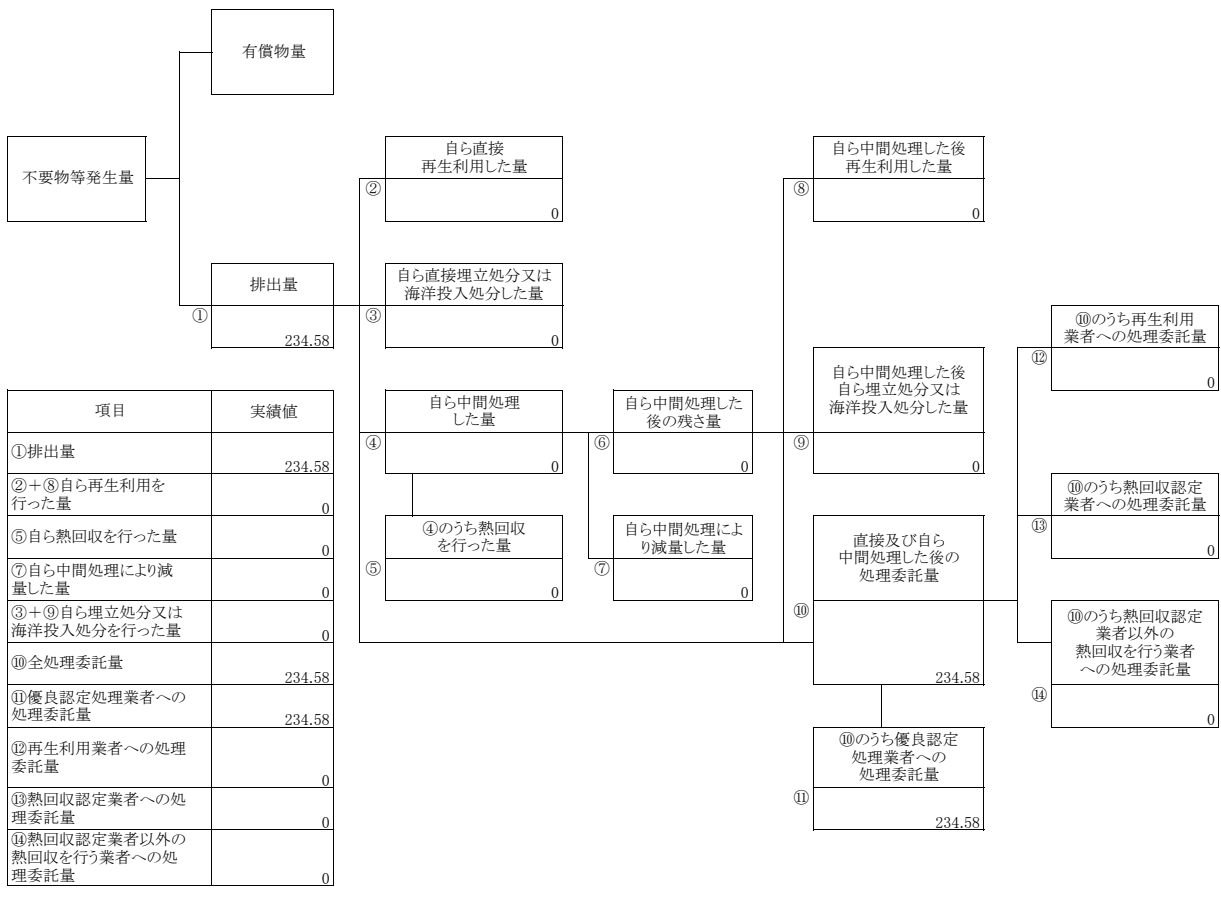 有償物量
不要物等発生量
自ら直接
再生利用した量
②
0
自ら中間処理した後
再生利用した量
⑧
0
排出量
①
234.58
自ら直接埋立処分又は
海洋投入処分した量
③
0
⑩のうち再生利用
業者への処理委託量
⑫
0
自ら中間処理
した量
④
0
自ら中間処理した
後の残さ量
⑥
0
自ら中間処理した後
自ら埋立処分又は
海洋投入処分した量
⑨
0
⑩のうち熱回収認定
業者への処理委託量
⑬
0
④のうち熱回収
を行った量
⑤
0
自ら中間処理によ
り減量した量
⑦
0
直接及び自ら
中間処理した後の
処理委託量
⑩
234.58
⑩のうち熱回収認定
業者以外の
熱回収を行う業者
への処理委託量
⑭
0
⑩のうち優良認定
処理業者への
処理委託量
⑪
234.58
項目 実績値
①排出量
234.58
②＋⑧自ら再生利用を
行った量
0
⑤自ら熱回収を行った量
0
⑦自ら中間処理により減
量した量
0
③＋⑨自ら埋立処分又は
海洋投入処分を行った量
0
⑩全処理委託量
234.58
⑪優良認定処理業者への
処理委託量
234.58
⑫再生利用業者への処理
委託量
0
⑬熱回収認定業者への処
理委託量
0
⑭熱回収認定業者以外の
熱回収を行う業者への処
理委託量
0